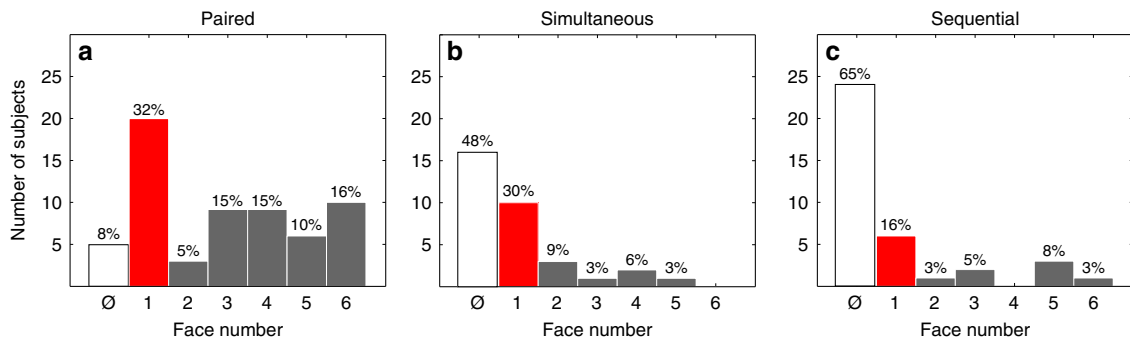 Paired
a
Number of subjects
25
20
15
10
5
8%
32%
5%
15%
15%
10%
16%
Ø 1 2 3 4 5 6
Face number
Simultaneous
b
25
20
15
10
5
48%
30%
9%
3%
6%
3%
Ø 1 2 3 4 5 6
Face number
Sequential
c
25
20
15
10
5
65%
16%
3%
5%
8%
3%
Ø 1 2 3 4 5 6
Face number